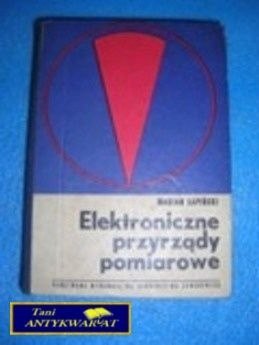 MARIAN ŁAPIŃSKI
Elektroniczne
przyrządy
pomiarowe
Tani
ANTYKWARIAT